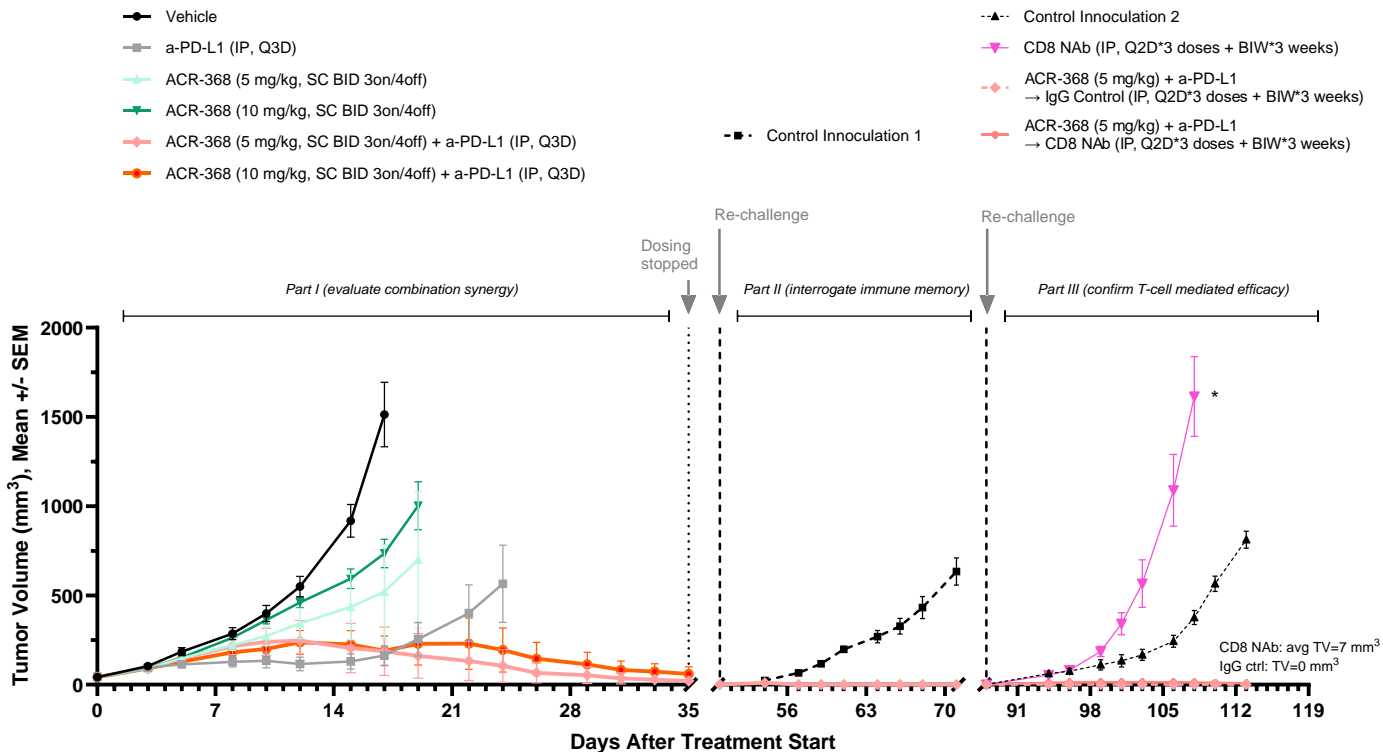 Vehicle
a-PD-L1 (IP, Q3D)
ACR-368 (5 mg/kg, SC BID 3on/4off)
ACR-368 (10 mg/kg, SC BID 3on/4off)
ACR-368 (5 mg/kg, SC BID 3on/4off) + a-PD-L1 (IP, Q3D)
ACR-368 (10 mg/kg, SC BID 3on/4off) + a-PD-L1 (IP, Q3D)
Control Innoculation 1
Control Innoculation 2
CD8 NAb (IP, Q2D*3 doses + BIW*3 weeks)
ACR-368 (5 mg/kg) + a-PD-L1
→ IgG Control (IP, Q2D*3 doses + BIW*3 weeks)
ACR-368 (5 mg/kg) + a-PD-L1
→ CD8 NAb (IP, Q2D*3 doses + BIW*3 weeks)
Dosing
stopped
Re-challenge
Re-challenge
Part I (evaluate combination synergy)
Part II (interrogate immune memory)
Part III (confirm T-cell mediated efficacy)
Tumor Volume (mm³), Mean +/- SEM
2000
1500
1000
500
0
*
CD8 NAb: avg TV=7 mm³
IgG ctrl: TV=0 mm³
0 14 21 28 35 56 63 70 91 98 105 112 119
Days After Treatment Start